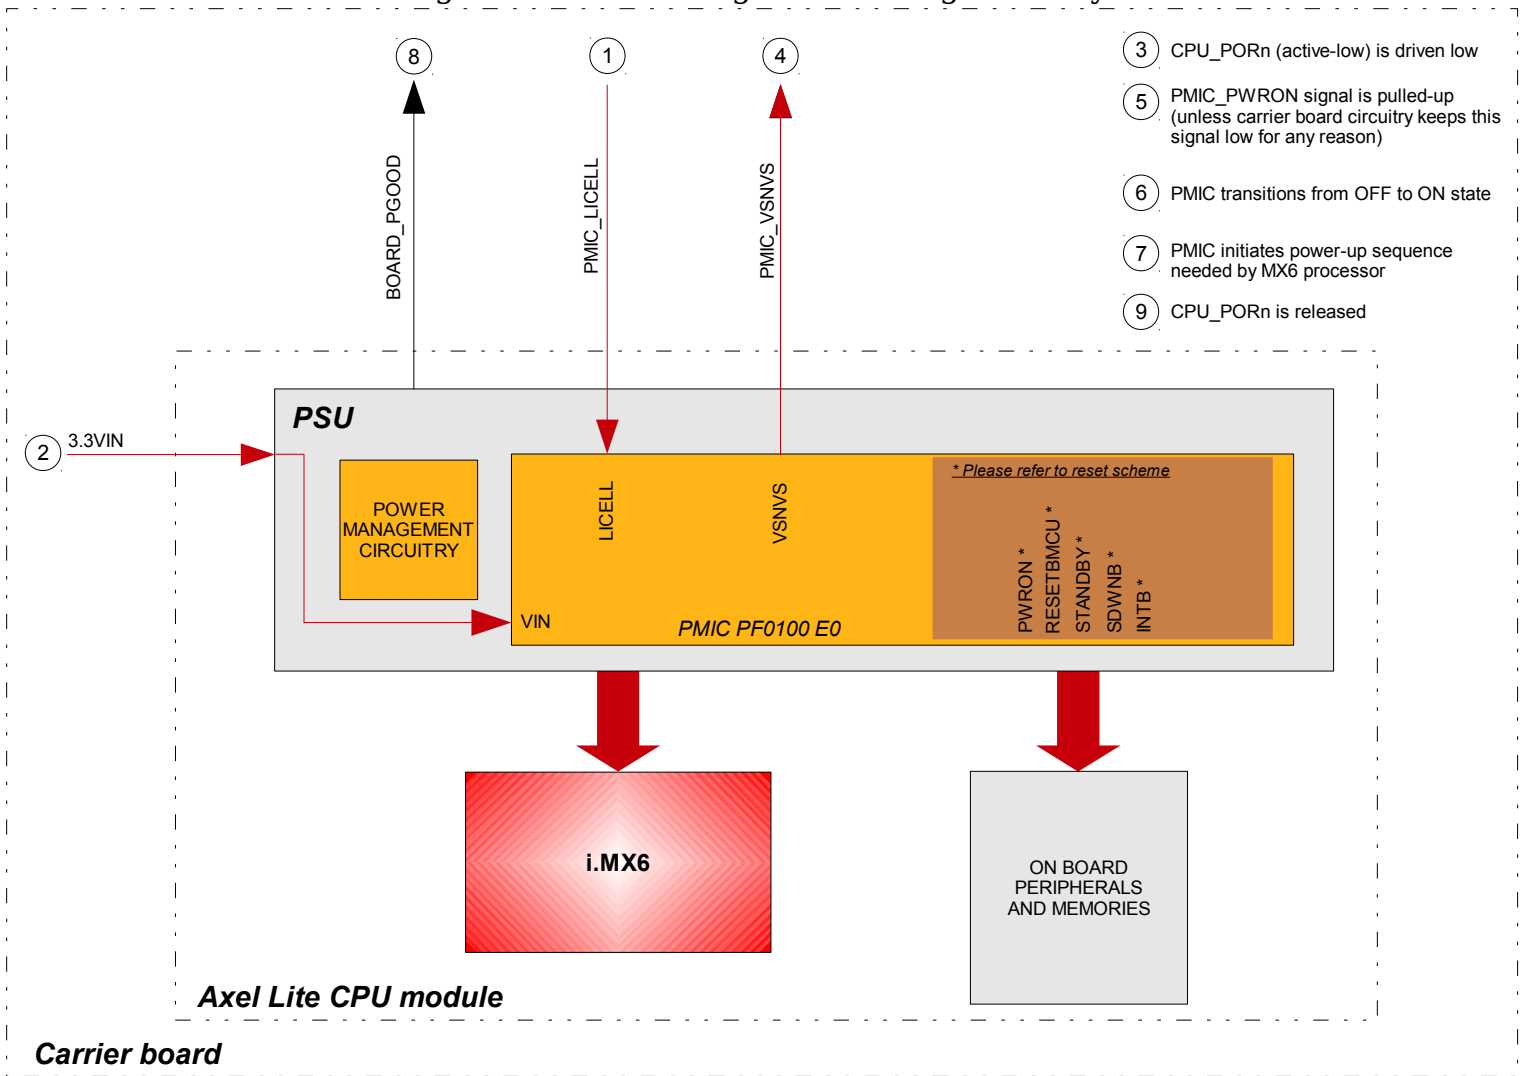 8
1
4
3 CPU_PORn (active-low) is driven low
5 PMIC_PWRON signal is pulled-up
(unless carrier board circuitry keeps this
signal low for any reason)
6 PMIC transitions from OFF to ON state
7 PMIC initiates power-up sequence
needed by MX6 processor
9 CPU_PORn is released
BOARD_PGOOD
PMIC_LICELL
PMIC_VSNVS
PSU
2 3.3VIN
POWER
MANAGEMENT
CIRCUITRY
LICELL
VSNVS
* Please refer to reset scheme
PWRON *
RESETBMCU *
STANDBY *
SDWNB *
INTB *
VIN
PMIC PF0100 E0
i.MX6
ON BOARD
PERIPHERALS
AND MEMORIES
Axel Lite CPU module
Carrier board